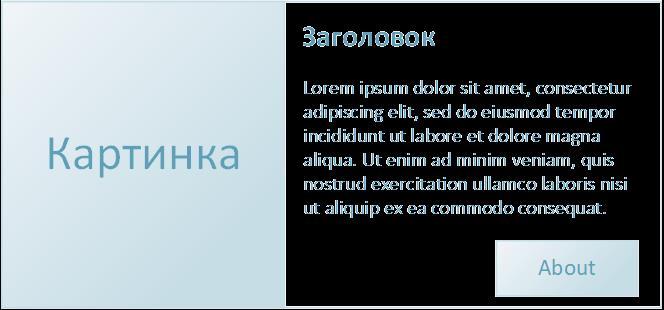 Картинка
Заголовок
Lorem ipsum dolor sit amet, consectetur
adipiscing elit, sed do eiusmod tempor
incididunt ut labore et dolore magna
aliqua. Ut enim ad minim veniam, quis
nostrud exercitation ullamco laboris nisi
ut aliquip ex ea commodo consequat.
About